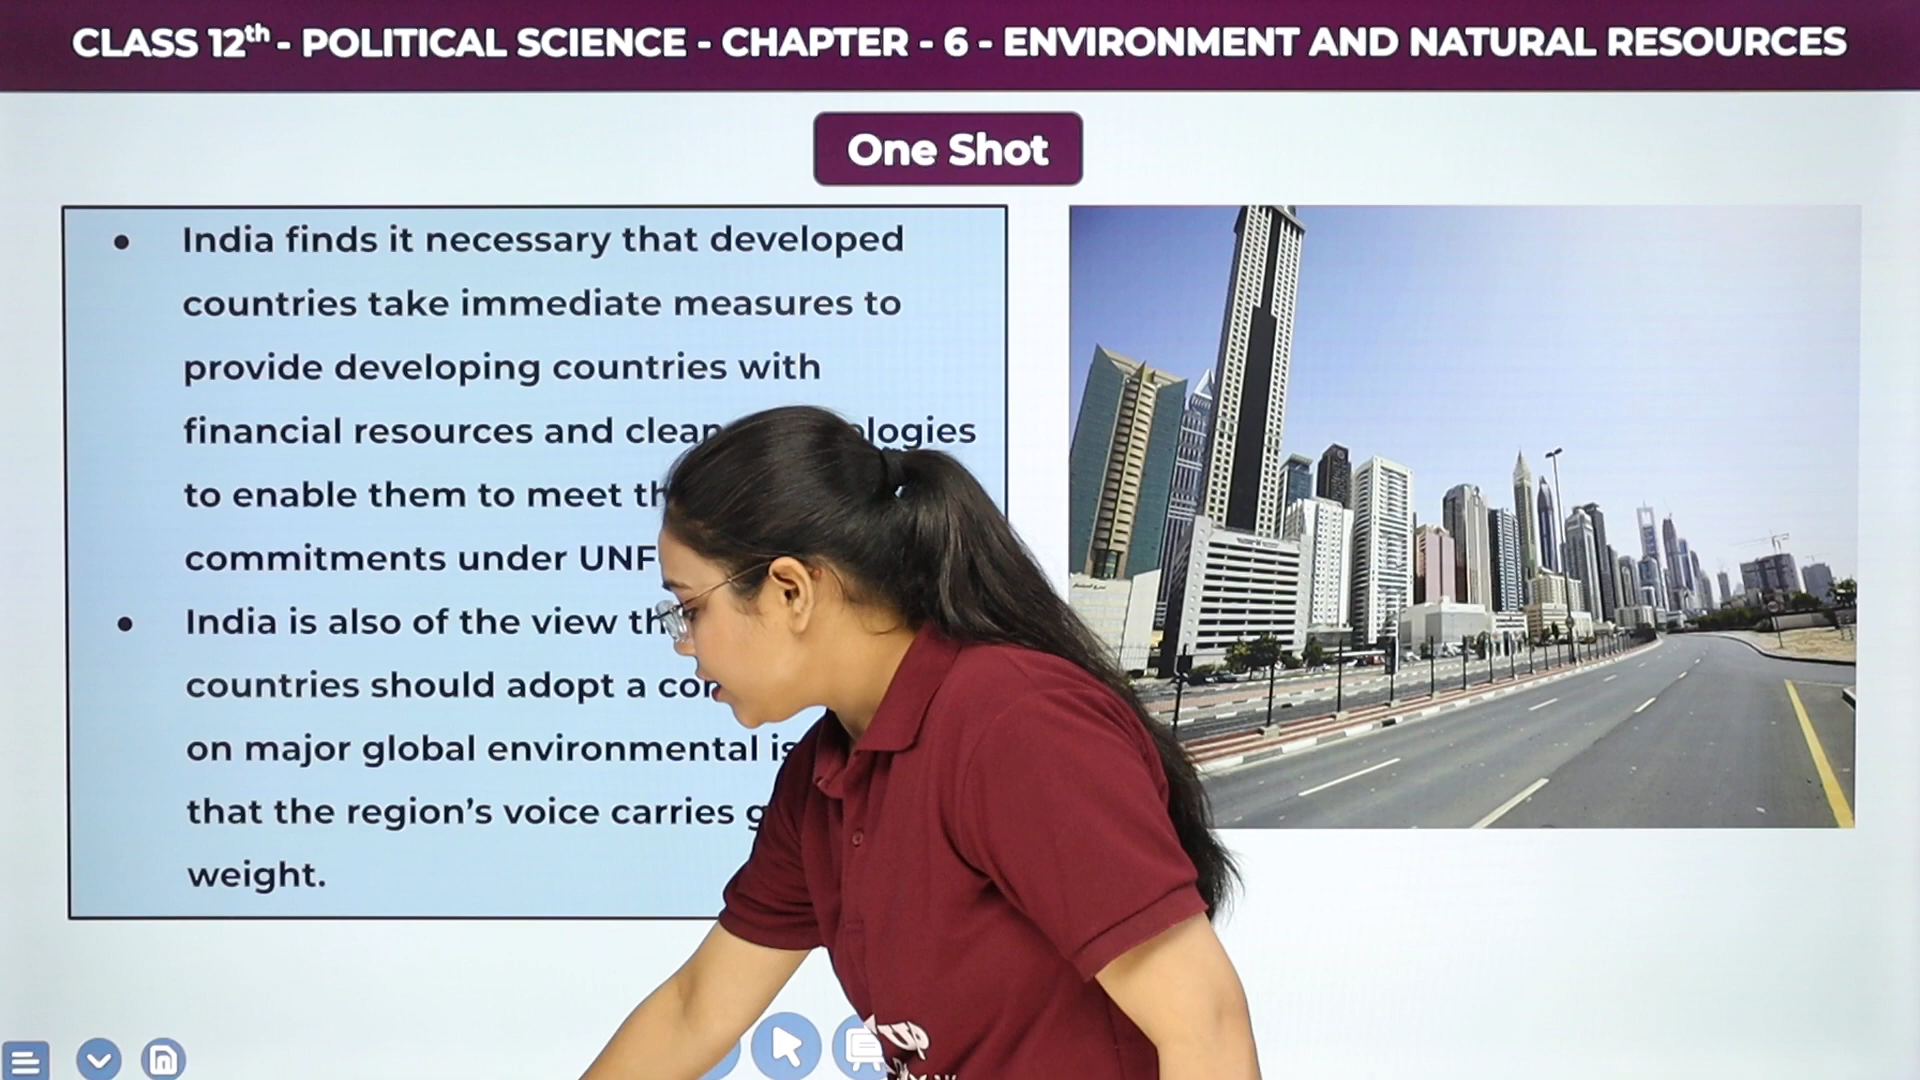 CLASS 12th - POLITICAL SCIENCE - CHAPTER - 6 - ENVIRONMENT AND NATURAL RESOURCES
One Shot
• India finds it necessary that developed
countries take immediate measures to
provide developing countries with
financial resources and
to enable them to meet
commitments under
• India is also of the view
countries should adopt a
on major global environmental
that the region's voice carries
weight.